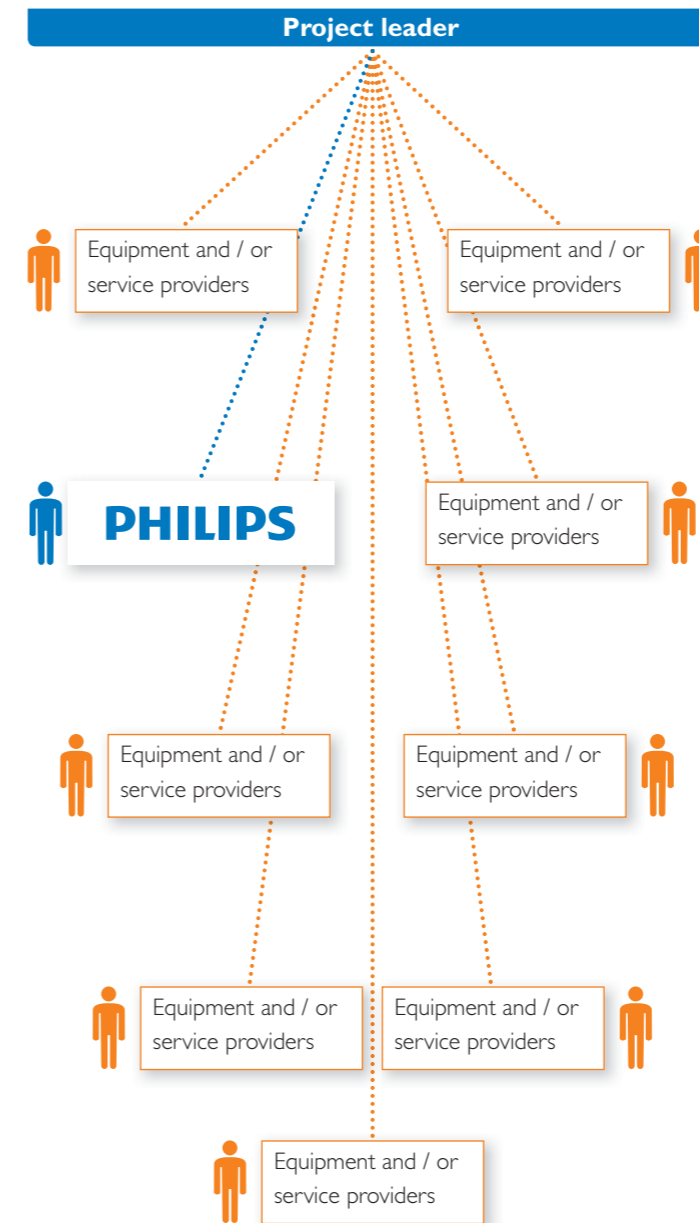 Project leader
Equipment and / or
service providers
Equipment and / or
service providers
PHILIPS
Equipment and / or
service providers
Equipment and / or
service providers
Equipment and / or
service providers
Equipment and / or
service providers
Equipment and / or
service providers
Equipment and / or
service providers